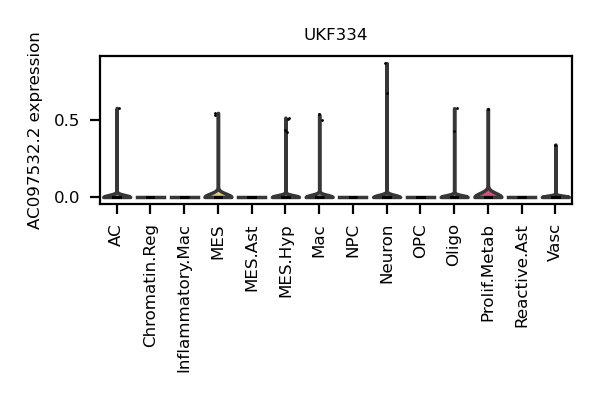 UKF334
AC097532.2 expression
0.5
0.0
AC
Chromatin.Reg
Inflammatory.Mac
MES
MES.Ast
MES.Hyp
Mac
NPC
Neuron
OPC
Oligo
Prolif.Metab
Reactive.Ast
Vasc